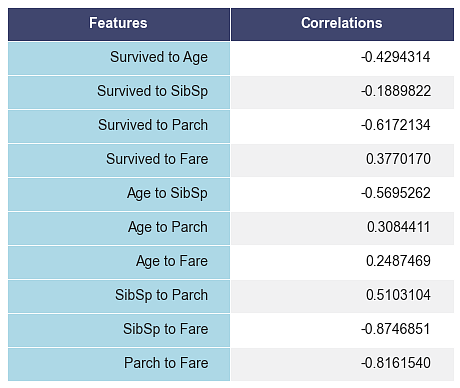 Features Correlations
Survived to Age -0.4294314
Survived to SibSp -0.1889822
Survived to Parch -0.6172134
Survived to Fare 0.3770170
Age to SibSp -0.5695262
Age to Parch 0.3084411
Age to Fare 0.2487469
SibSp to Parch 0.5103104
SibSp to Fare -0.8746851
Parch to Fare -0.8161540